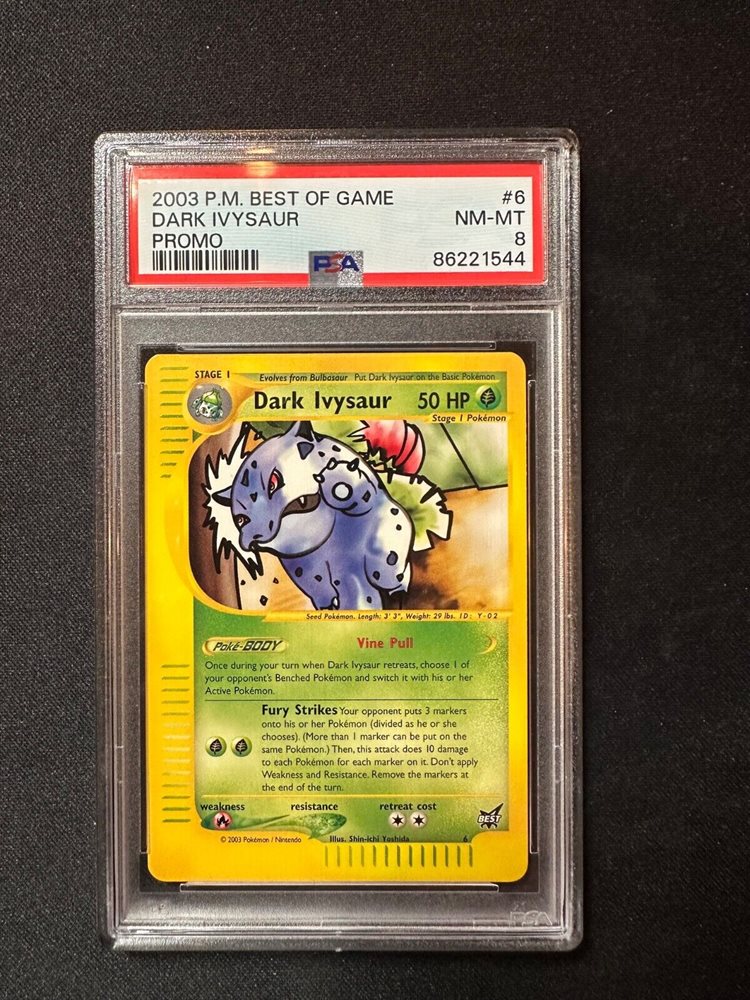 2003 P.M. BEST OF GAME #6
DARK IVYSAUR NM-MT
PROMO 8
PSA 86221544
STAGE 1 Evolves from Bulbasaur Put Dark Ivysaur on the Basic Pokémon
Dark Ivysaur 50 HP
Stage 1 Pokémon
Seed Pokémon. Length: 3' 3", Weight: 29 lbs. ID: Y-02
Poké-BODY Vine Pull
Once during your turn when Dark Ivysaur retreats, choose 1 of
your opponent's Benched Pokémon and switch it with his or her
Active Pokémon.
Fury Strikes Your opponent puts 3 markers
onto his or her Pokémon (divided as he or she
chooses). (More than 1 marker can be put on the
same Pokémon.) Then, this attack does 10 damage
to each Pokémon for each marker on it. Don't apply
Weakness and Resistance. Remove the markers at
the end of the turn.
weakness resistance retreat cost
BEST
© 2003 Pokémon / Nintendo Illus. Shin-ichi Yoshida 6
PSA